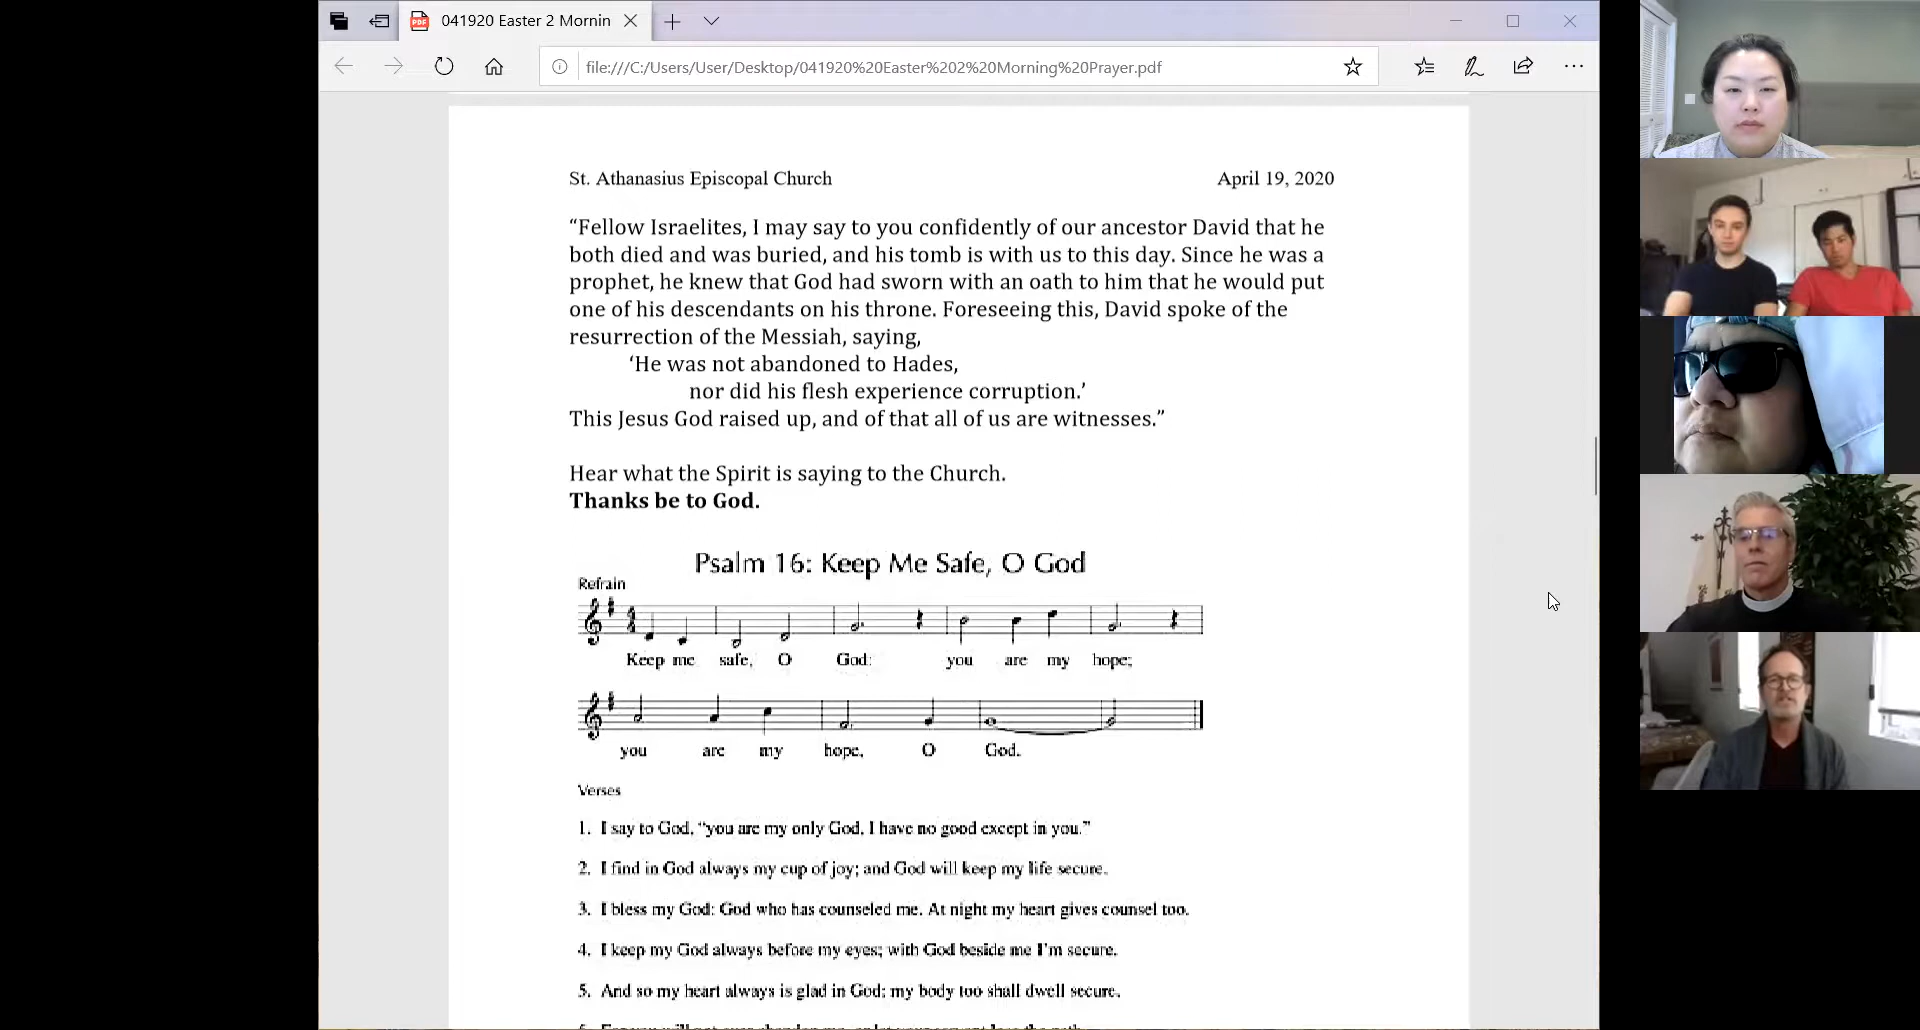 041920 Easter 2 Mornin
file:///C:/Users/User/Desktop/041920%20Easter%202%20Morning%20Prayer.pdf
St. Athanasius Episcopal Church April 19, 2020
“Fellow Israelites, I may say to you confidently of our ancestor David that he
both died and was buried, and his tomb is with us to this day. Since he was a
prophet, he knew that God had sworn with an oath to him that he would put
one of his descendants on his throne. Foreseeing this, David spoke of the
resurrection of the Messiah, saying,
‘He was not abandoned to Hades,
nor did his flesh experience corruption.’
This Jesus God raised up, and of that all of us are witnesses.”
Hear what the Spirit is saying to the Church.
Thanks be to God.
Psalm 16: Keep Me Safe, O God
Refrain
Keep me safe, O God: you are my hope;
you are my hope, O God.
Verses
1. I say to God, “you are my only God, I have no good except in you.”
2. I find in God always my cup of joy; and God will keep my life secure.
3. I bless my God: God who has counseled me. At night my heart gives counsel too.
4. I keep my God always before my eyes; with God beside me I'm secure.
5. And so my heart always is glad in God; my body too shall dwell secure.